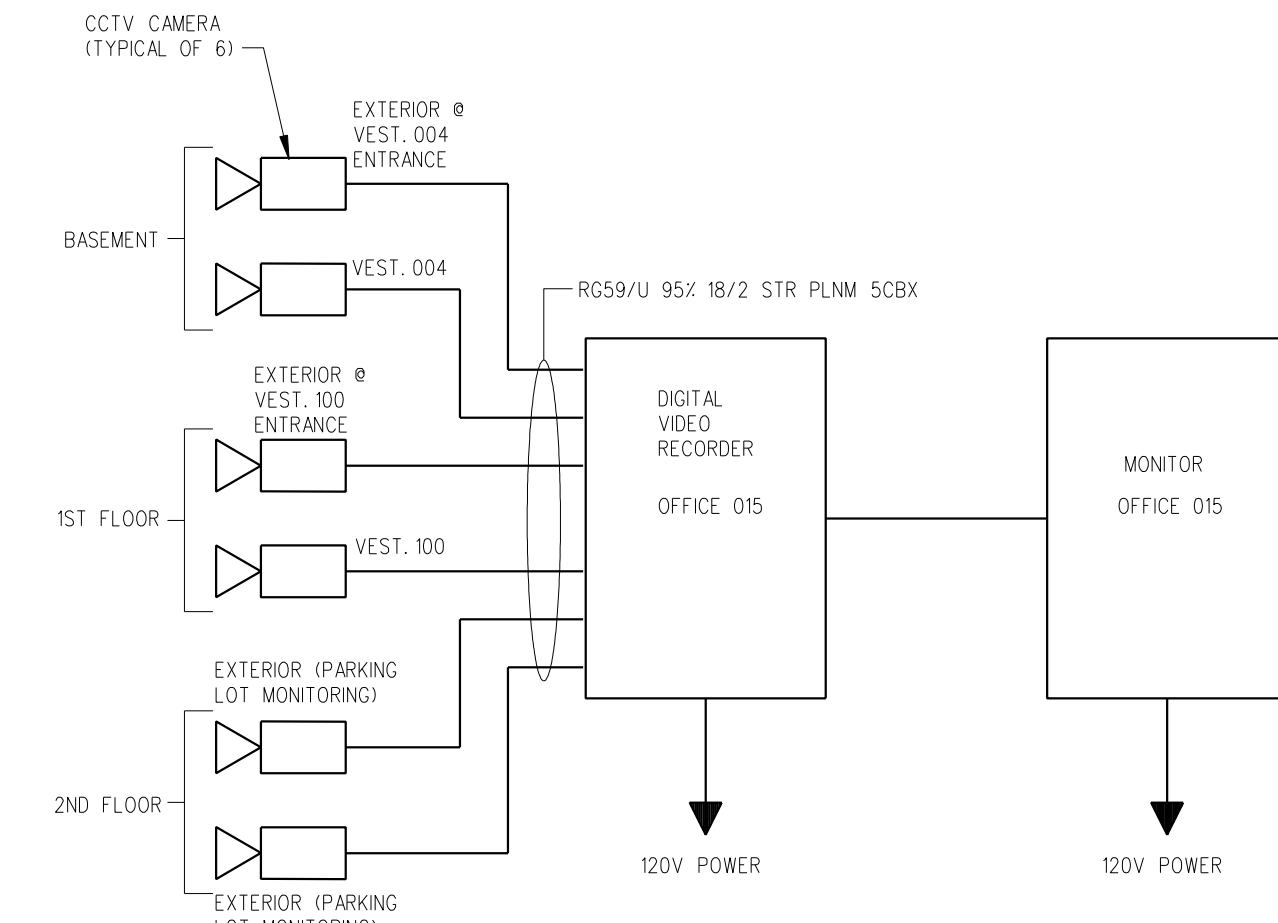 CCTV CAMERA
(TYPICAL OF 6)
EXTERIOR @
VEST. 004
ENTRANCE
BASEMENT
VEST. 004
RG59/U 95% 18/2 STR PLNM 5CBX
EXTERIOR @
VEST. 100
ENTRANCE
1ST FLOOR
VEST. 100
DIGITAL
VIDEO
RECORDER
OFFICE 015
MONITOR
OFFICE 015
EXTERIOR (PARKING
LOT MONITORING)
2ND FLOOR
EXTERIOR (PARKING
LOT MONITORING)
120V POWER
120V POWER